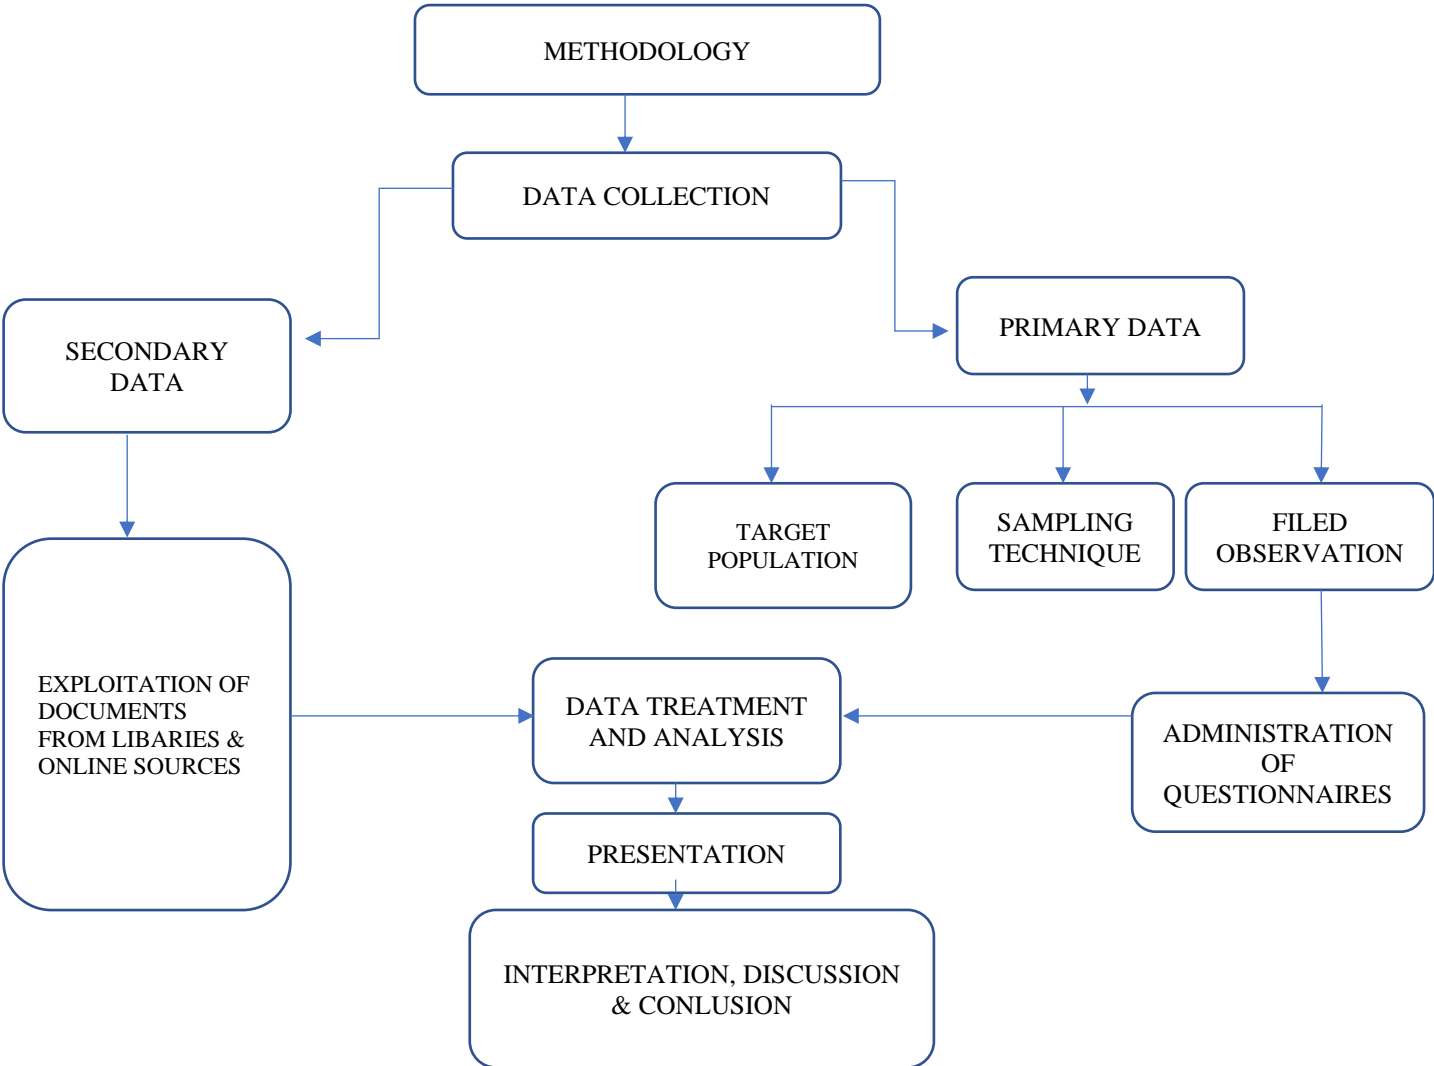 METHODOLOGY
DATA COLLECTION
SECONDARY
DATA
PRIMARY DATA
TARGET
POPULATION
SAMPLING
TECHNIQUE
FILED
OBSERVATION
EXPLOITATION OF
DOCUMENTS
FROM LIBARIES &
ONLINE SOURCES
DATA TREATMENT
AND ANALYSIS
ADMINISTRATION
OF
QUESTIONNAIRES
PRESENTATION
INTERPRETATION, DISCUSSION
& CONLUSION